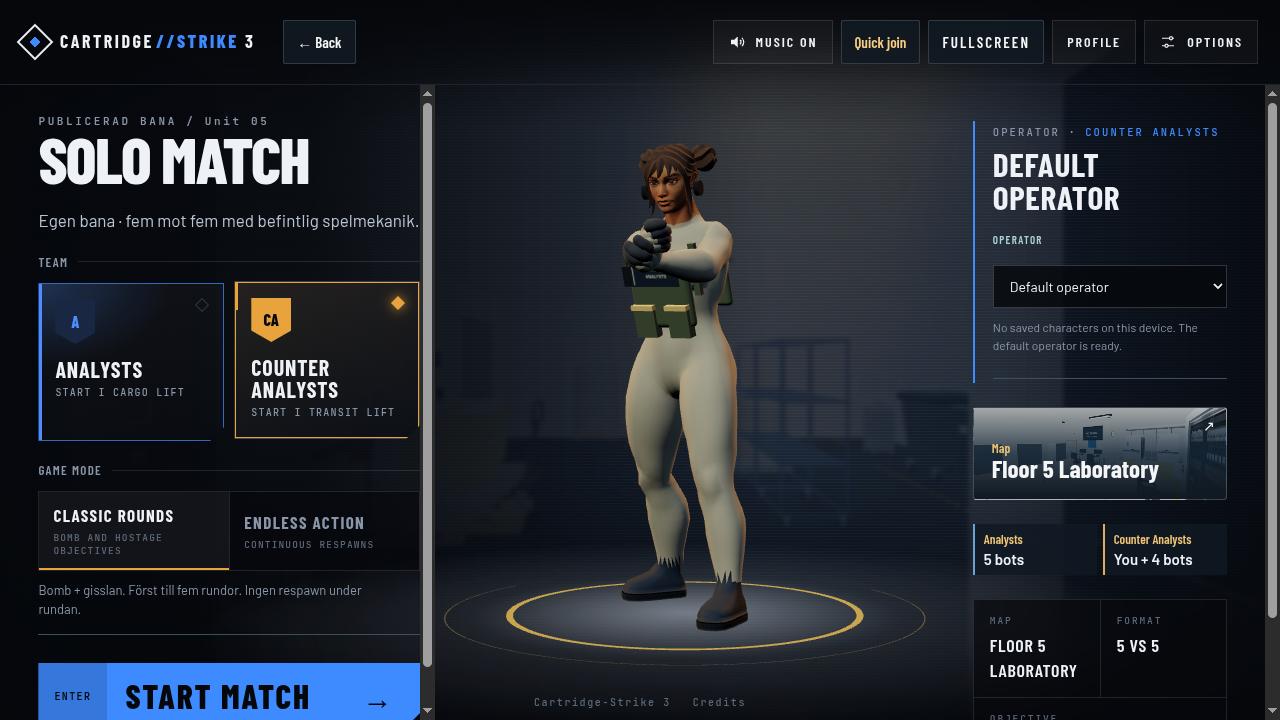 CARTRIDGE//STRIKE 3
← Back
MUSIC ON
Quick join
FULLSCREEN
PROFILE
OPTIONS
PUBLICERAD BANA / Unit 05
SOLO MATCH
Egen bana · fem mot fem med befintlig spelmekanik.
TEAM
A
ANALYSTS
START I CARGO LIFT
CA
COUNTER
ANALYSTS
START I TRANSIT LIFT
GAME MODE
CLASSIC ROUNDS
BOMB AND HOSTAGE
OBJECTIVES
ENDLESS ACTION
CONTINUOUS RESPAWNS
Bomb + gisslan. Först till fem rundor. Ingen respawn under
rundan.
ENTER
START MATCH →
ANALYSTS
Cartridge-Strike 3 Credits
OPERATOR · COUNTER ANALYSTS
DEFAULT
OPERATOR
OPERATOR
Default operator
No saved characters on this device. The
default operator is ready.
Map
Floor 5 Laboratory
↗
Analysts
5 bots
Counter Analysts
You + 4 bots
MAP
FLOOR 5
LABORATORY
FORMAT
5 VS 5
OBJECTIVE